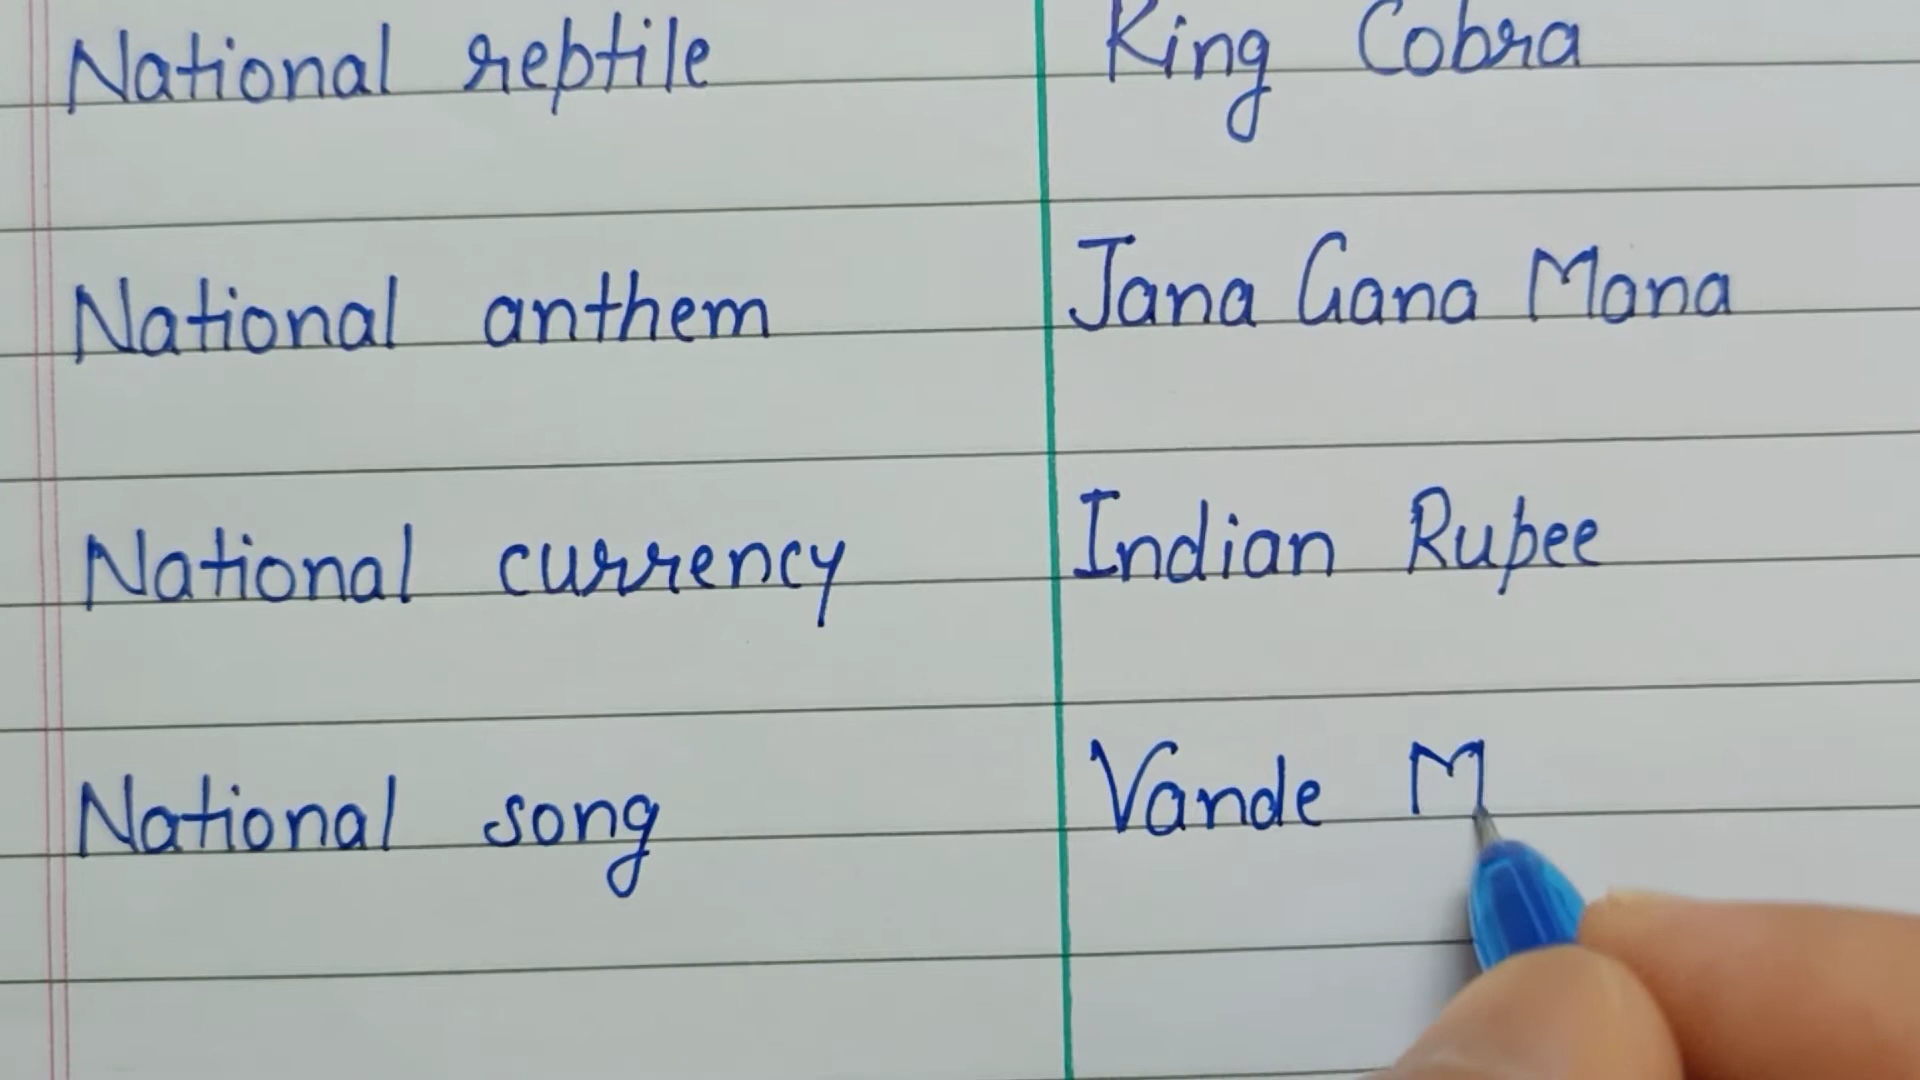 National reptile King Cobra
National anthem Jana Gana Mana
National currency Indian Rupee
National song Vande M